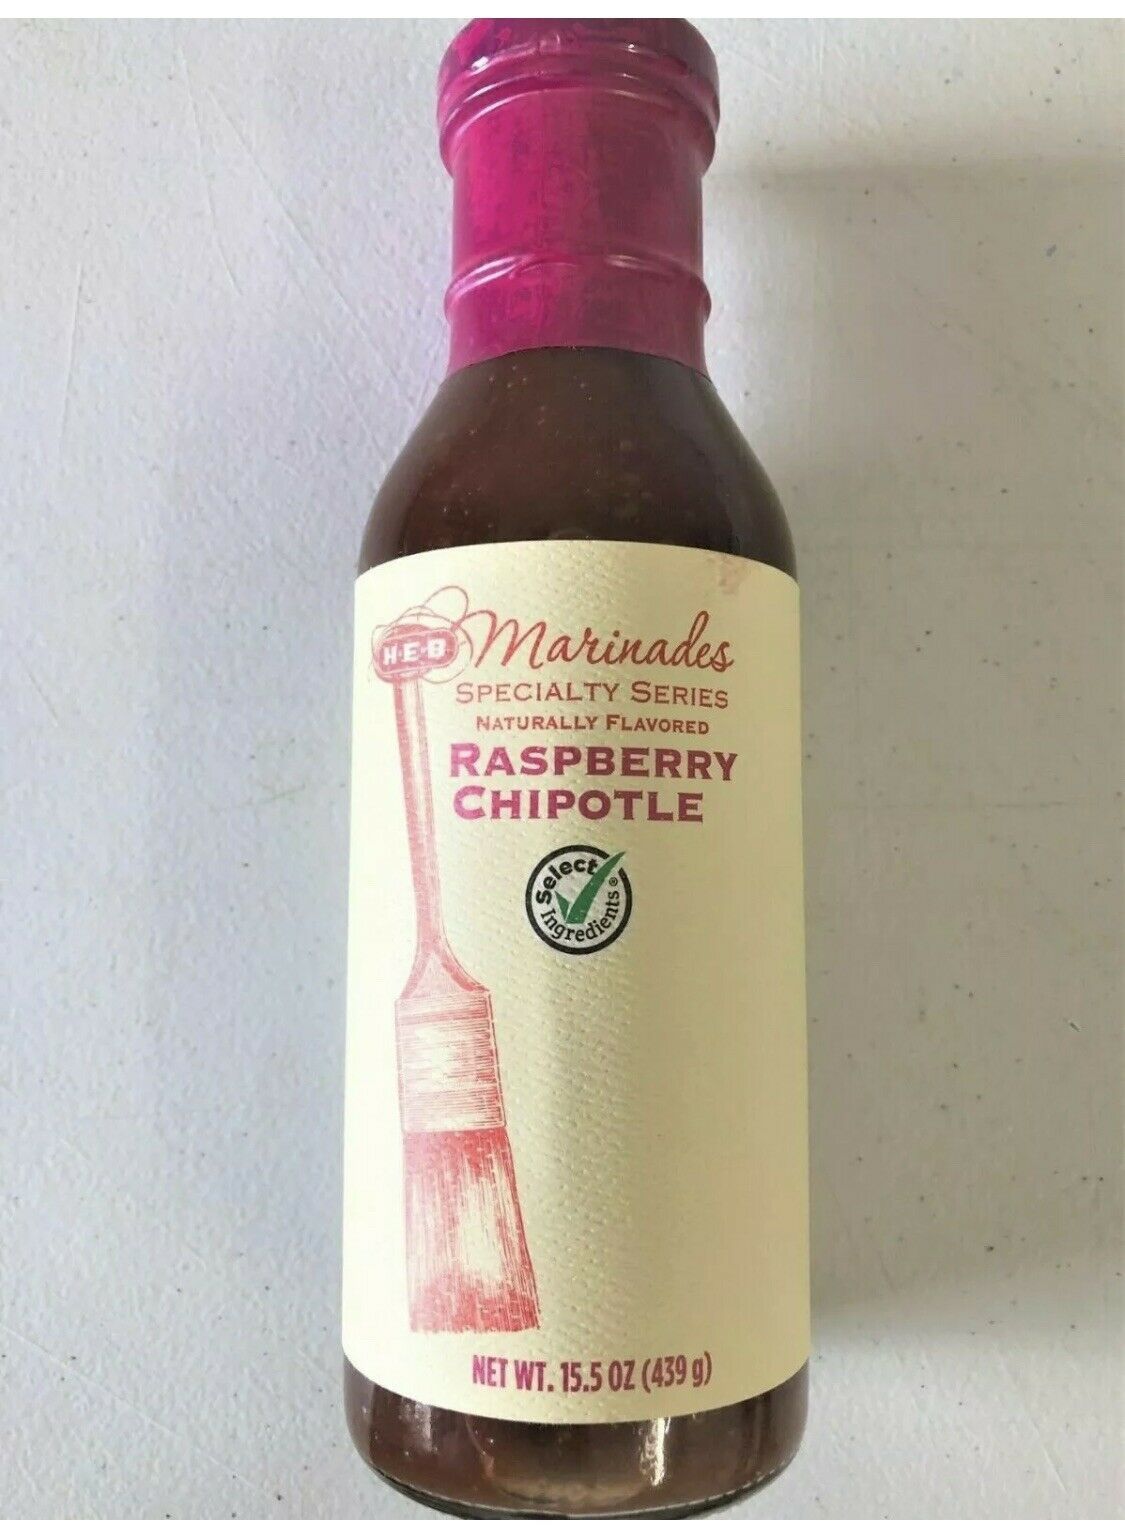 H-E-B
Marinades
SPECIALTY SERIES
NATURALLY FLAVORED
RASPBERRY
CHIPOTLE
Select
Ingredients®
NET WT. 15.5 OZ (439 g)